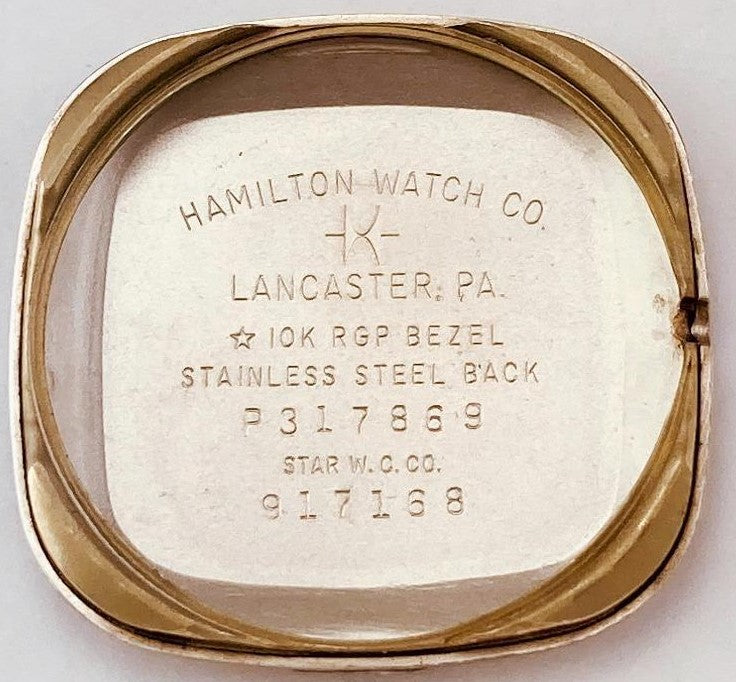 HAMILTON WATCH CO
LANCASTER, PA.
☆ 10K RGP BEZEL
STAINLESS STEEL BACK
P317869
STAR W.C.CO.
917168